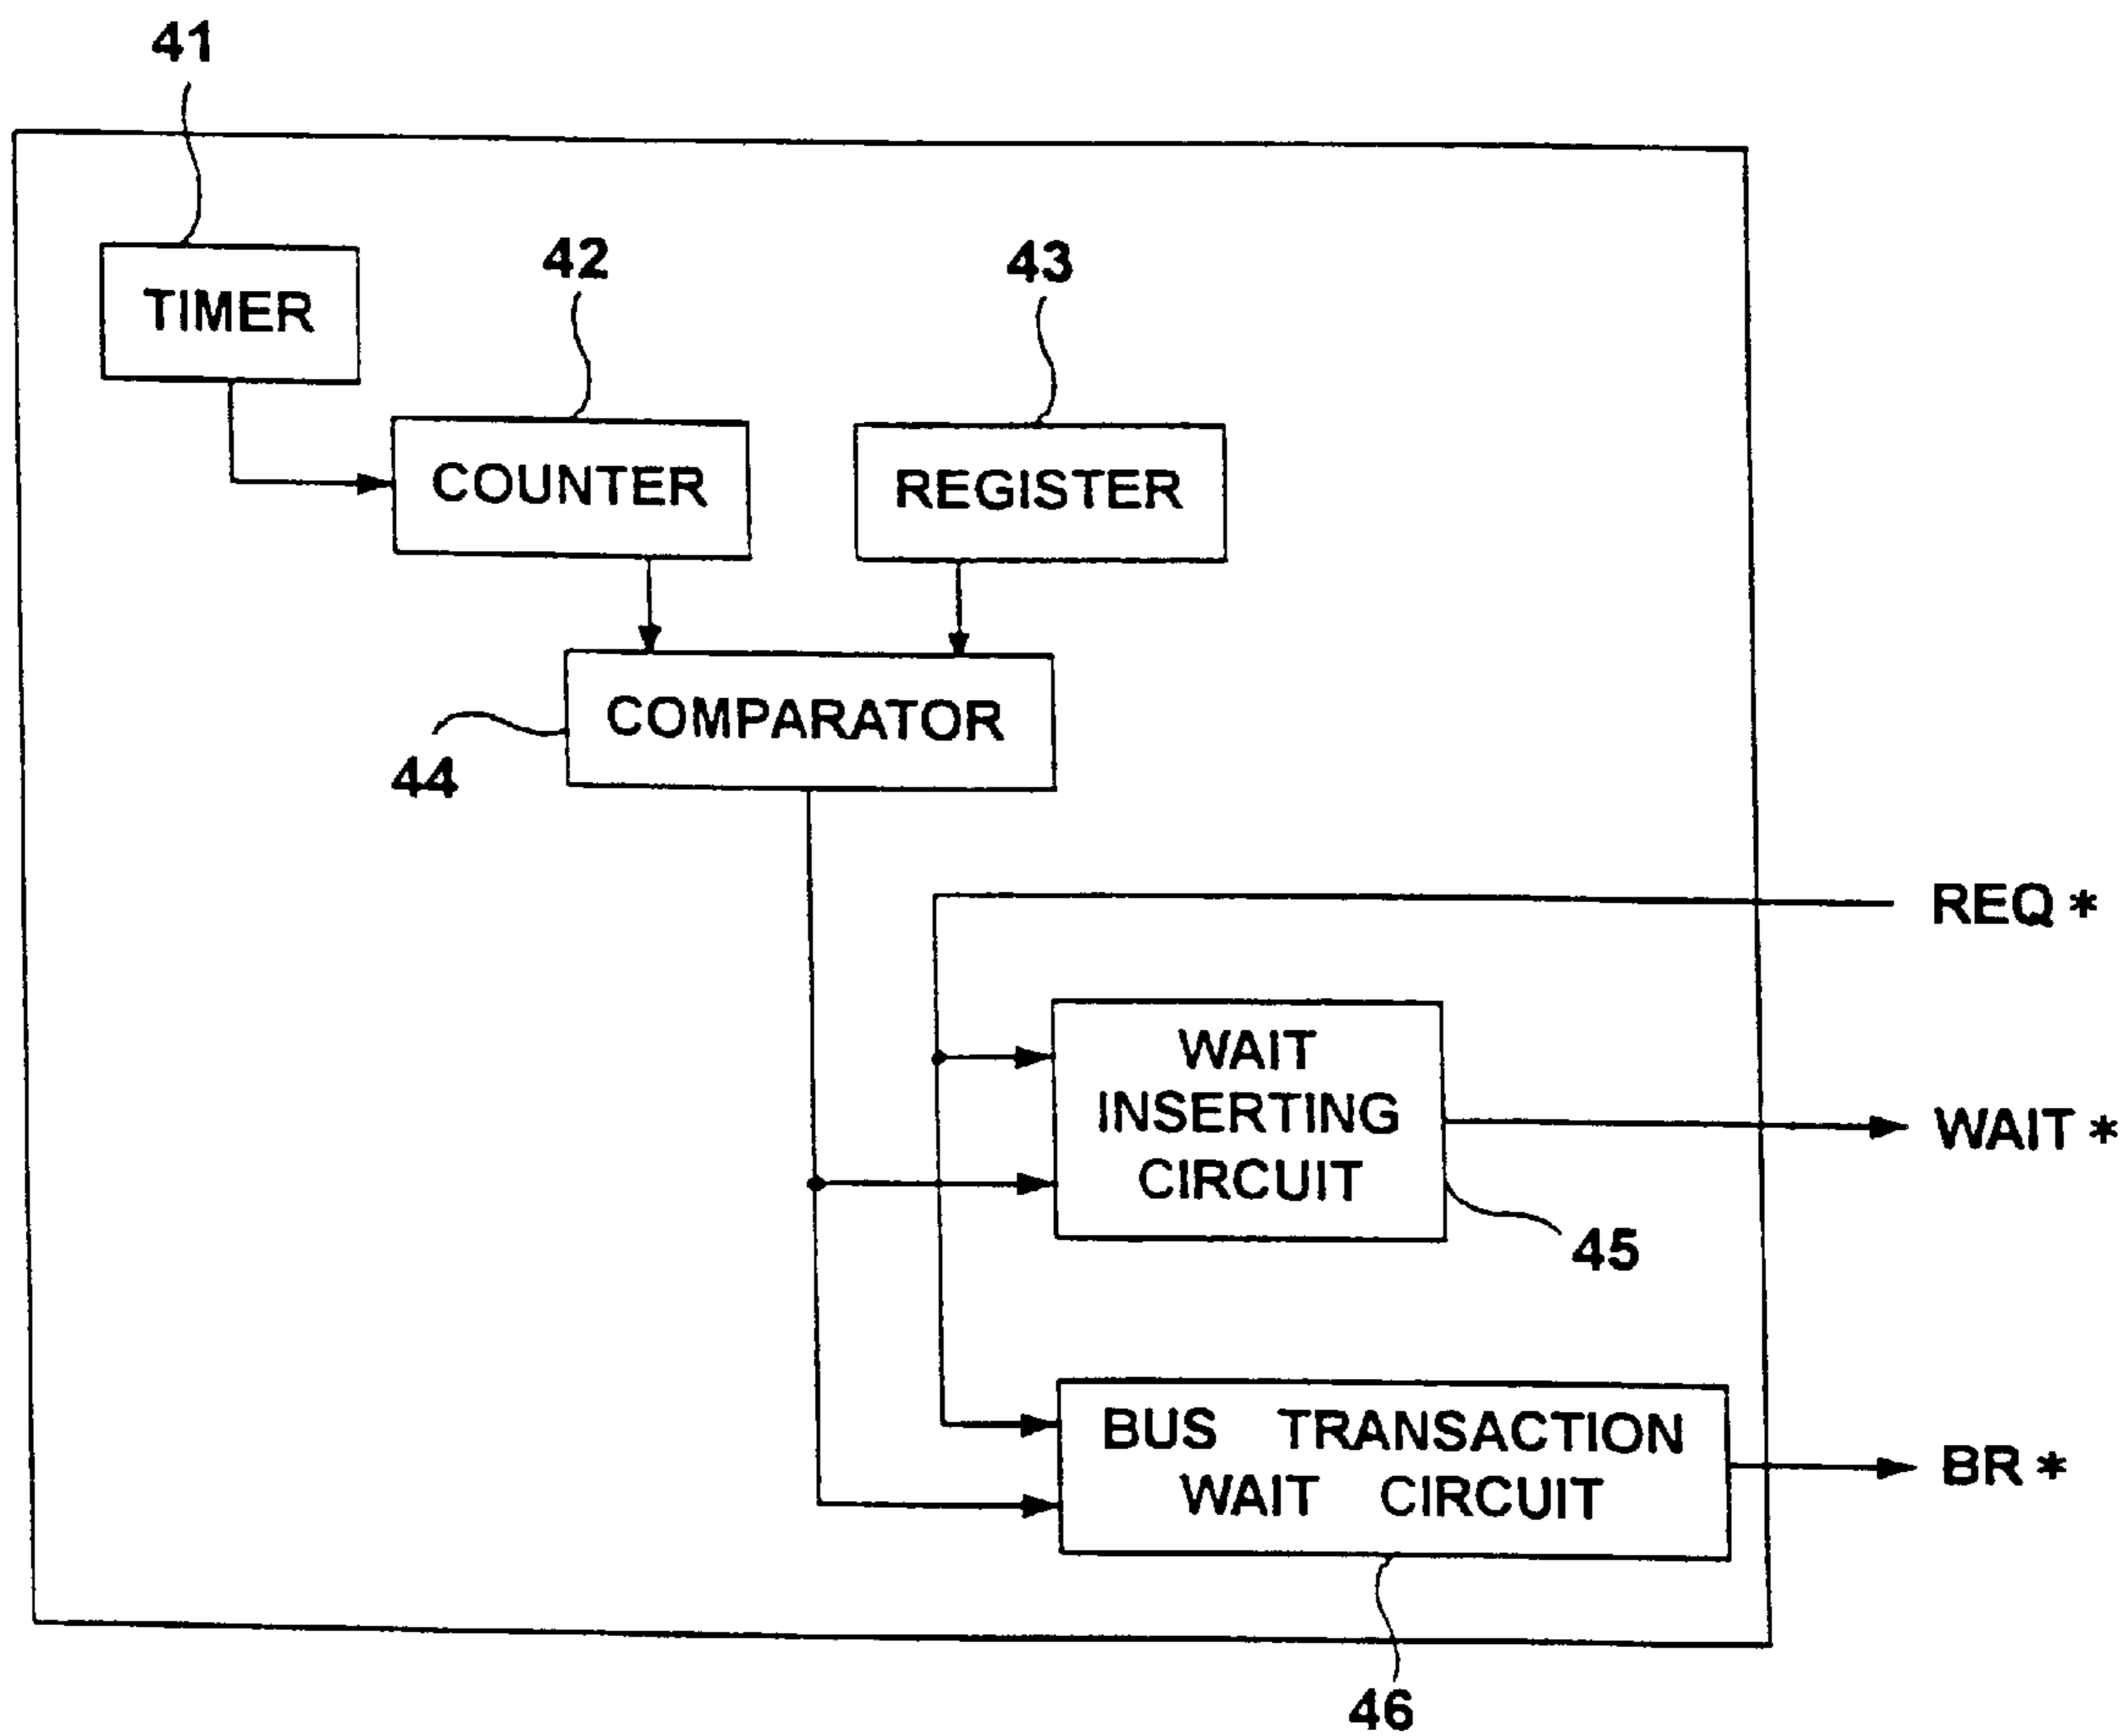 41
TIMER
42
43
COUNTER
REGISTER
COMPARATOR
44
REQ *
WAIT
INSERTING
CIRCUIT
WAIT *
45
BUS TRANSACTION
WAIT CIRCUIT
BR *
46